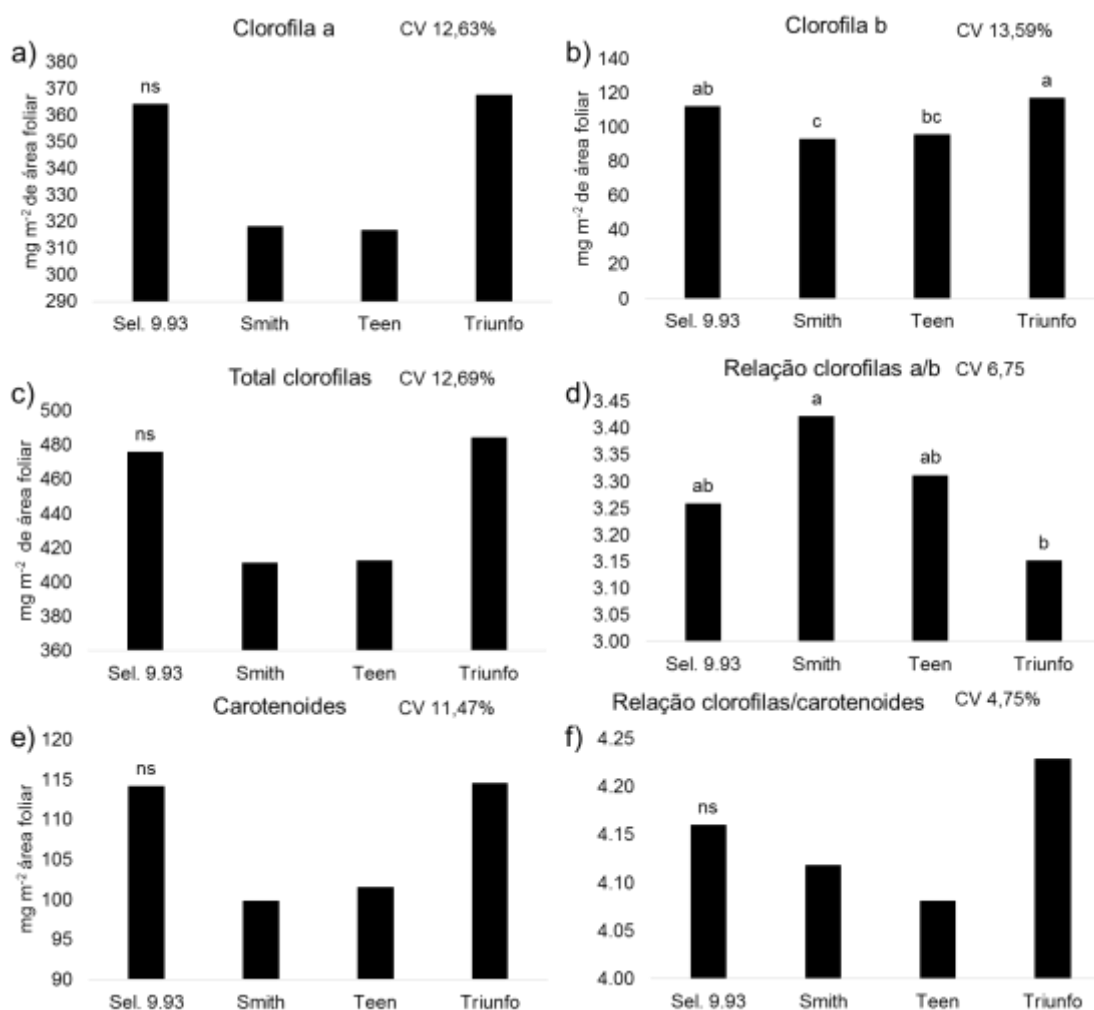 Clorofila a CV 12,63%
a)
mg m⁻² de área foliar
380
370
360
350
340
330
320
310
300
290
ns
Sel. 9.93 Smith Teen Triunfo
Clorofila b CV 13,59%
b)
mg m⁻² de área foliar
140
120
100
80
60
40
20
0
ab c bc a
Sel. 9.93 Smith Teen Triunfo
Total clorofilas CV 12,69%
c)
mg m⁻² de área foliar
500
480
460
440
420
400
380
360
ns
Sel. 9.93 Smith Teen Triunfo
Relação clorofilas a/b CV 6,75
d)
3.45
3.40
3.35
3.30
3.25
3.20
3.15
3.10
3.05
3.00
ab a ab b
Sel. 9.93 Smith Teen Triunfo
Carotenoides CV 11,47%
e)
mg m⁻² área foliar
120
115
110
105
100
95
90
ns
Sel. 9.93 Smith Teen Triunfo
Relação clorofilas/carotenoides CV 4,75%
f)
4.25
4.20
4.15
4.10
4.05
4.00
ns
Sel. 9.93 Smith Teen Triunfo